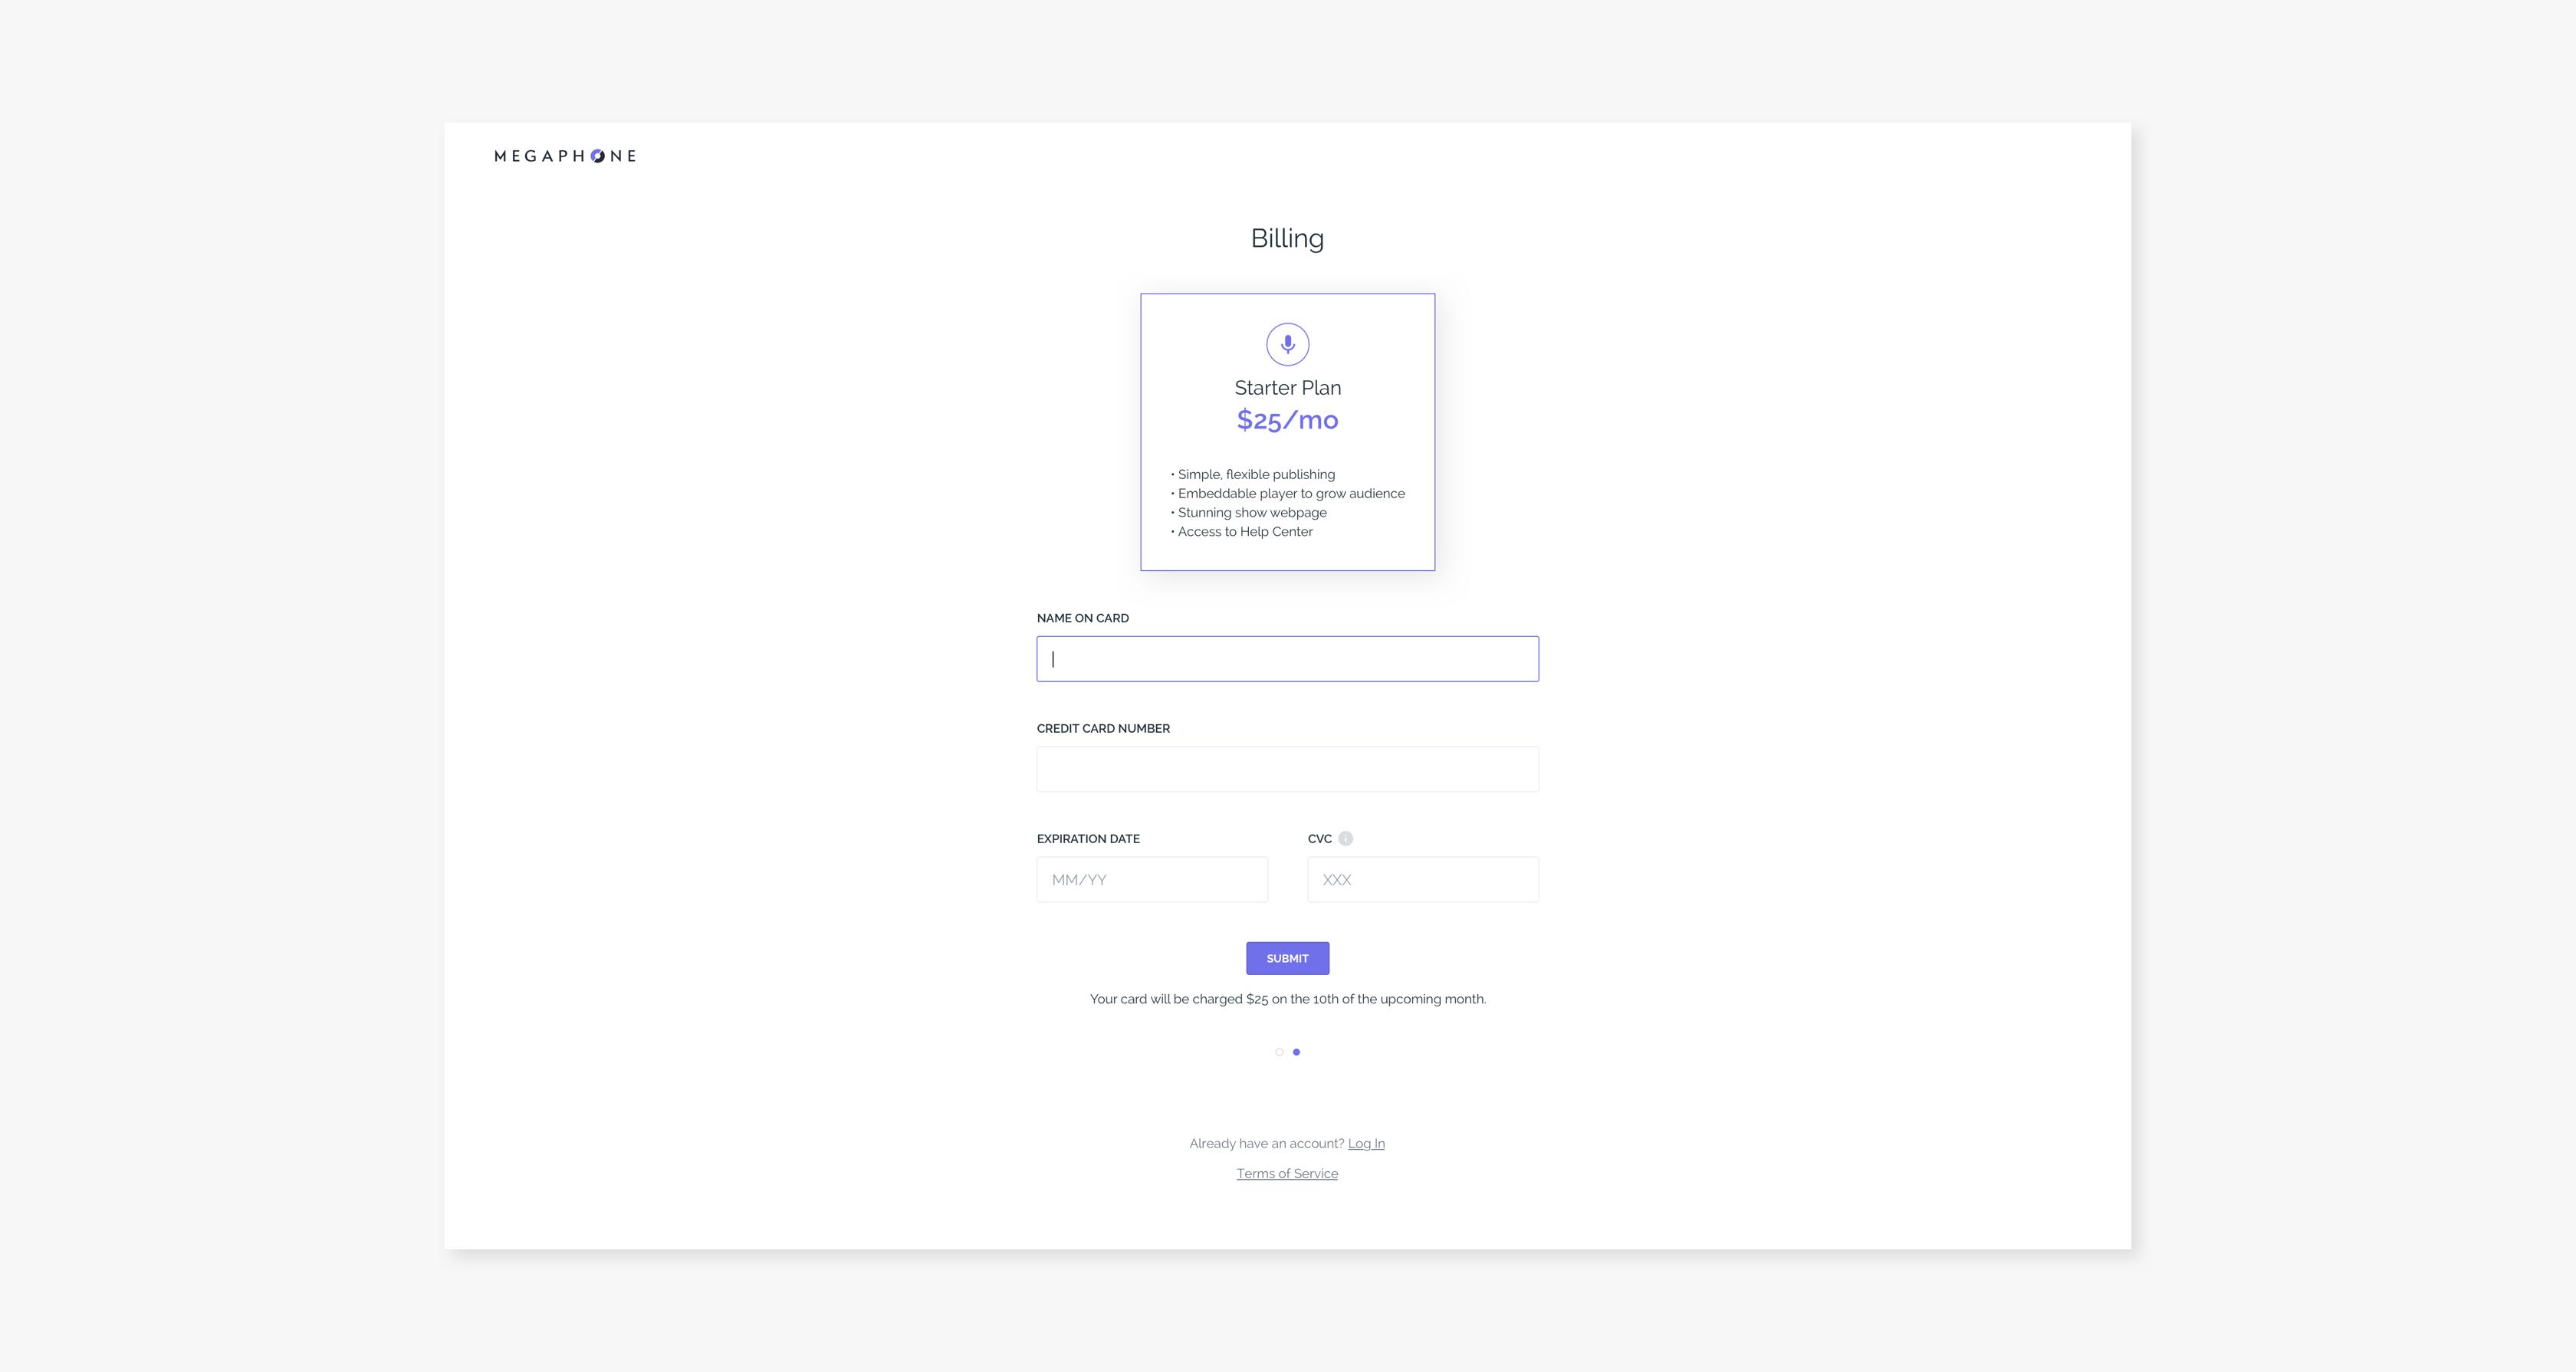 MEGAPHONE
Billing
Starter Plan
$25/mo
• Simple, flexible publishing
• Embeddable player to grow audience
• Stunning show webpage
• Access to Help Center
NAME ON CARD
CREDIT CARD NUMBER
EXPIRATION DATE
MM/YY
CVC i
XXX
SUBMIT
Your card will be charged $25 on the 10th of the upcoming month.
Already have an account? Log In
Terms of Service